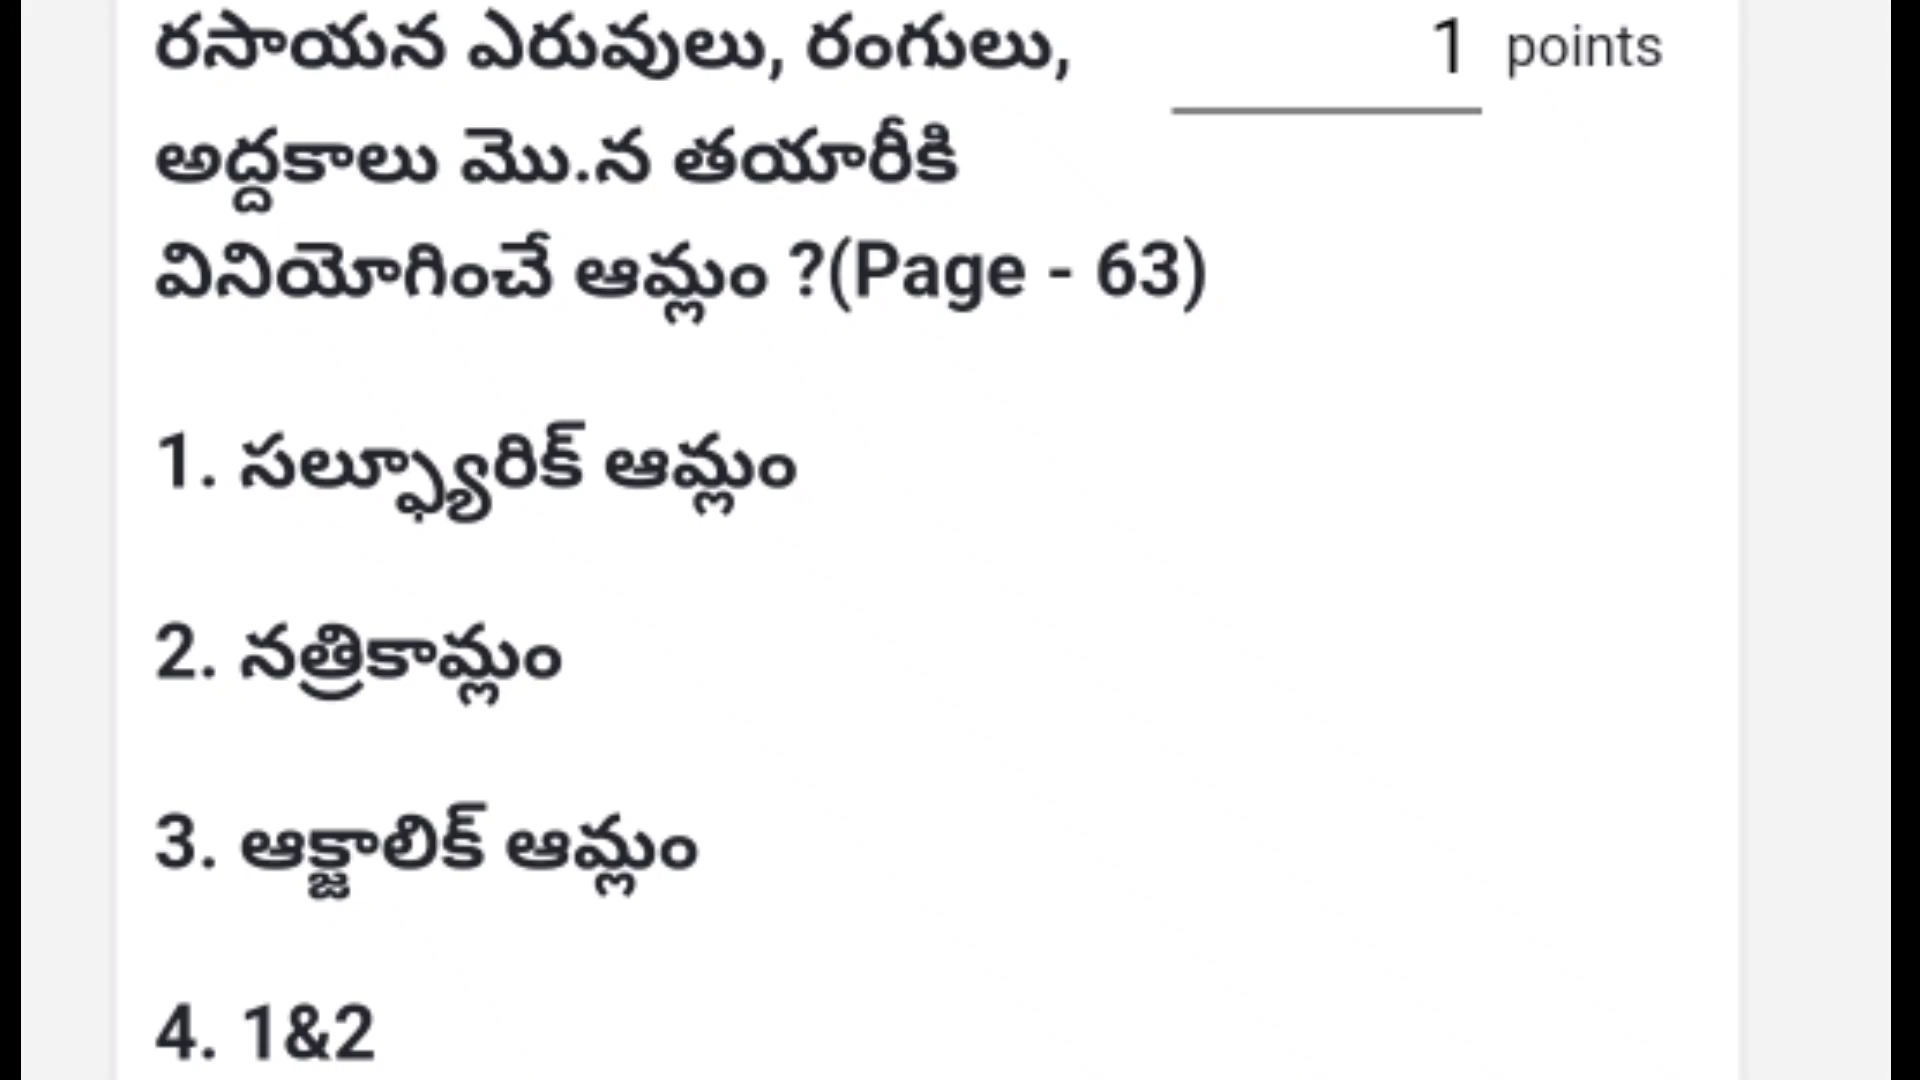 రసాయన ఎరువులు, రంగులు,
1 points
అద్దకాలు మొ.న తయారీకి
వినియోగించే ఆమ్లం ?(Page - 63)
1. సల్ఫ్యూరిక్ ఆమ్లం
2. నత్రికామ్లం
3. ఆక్జాలిక్ ఆమ్లం
4. 1&2